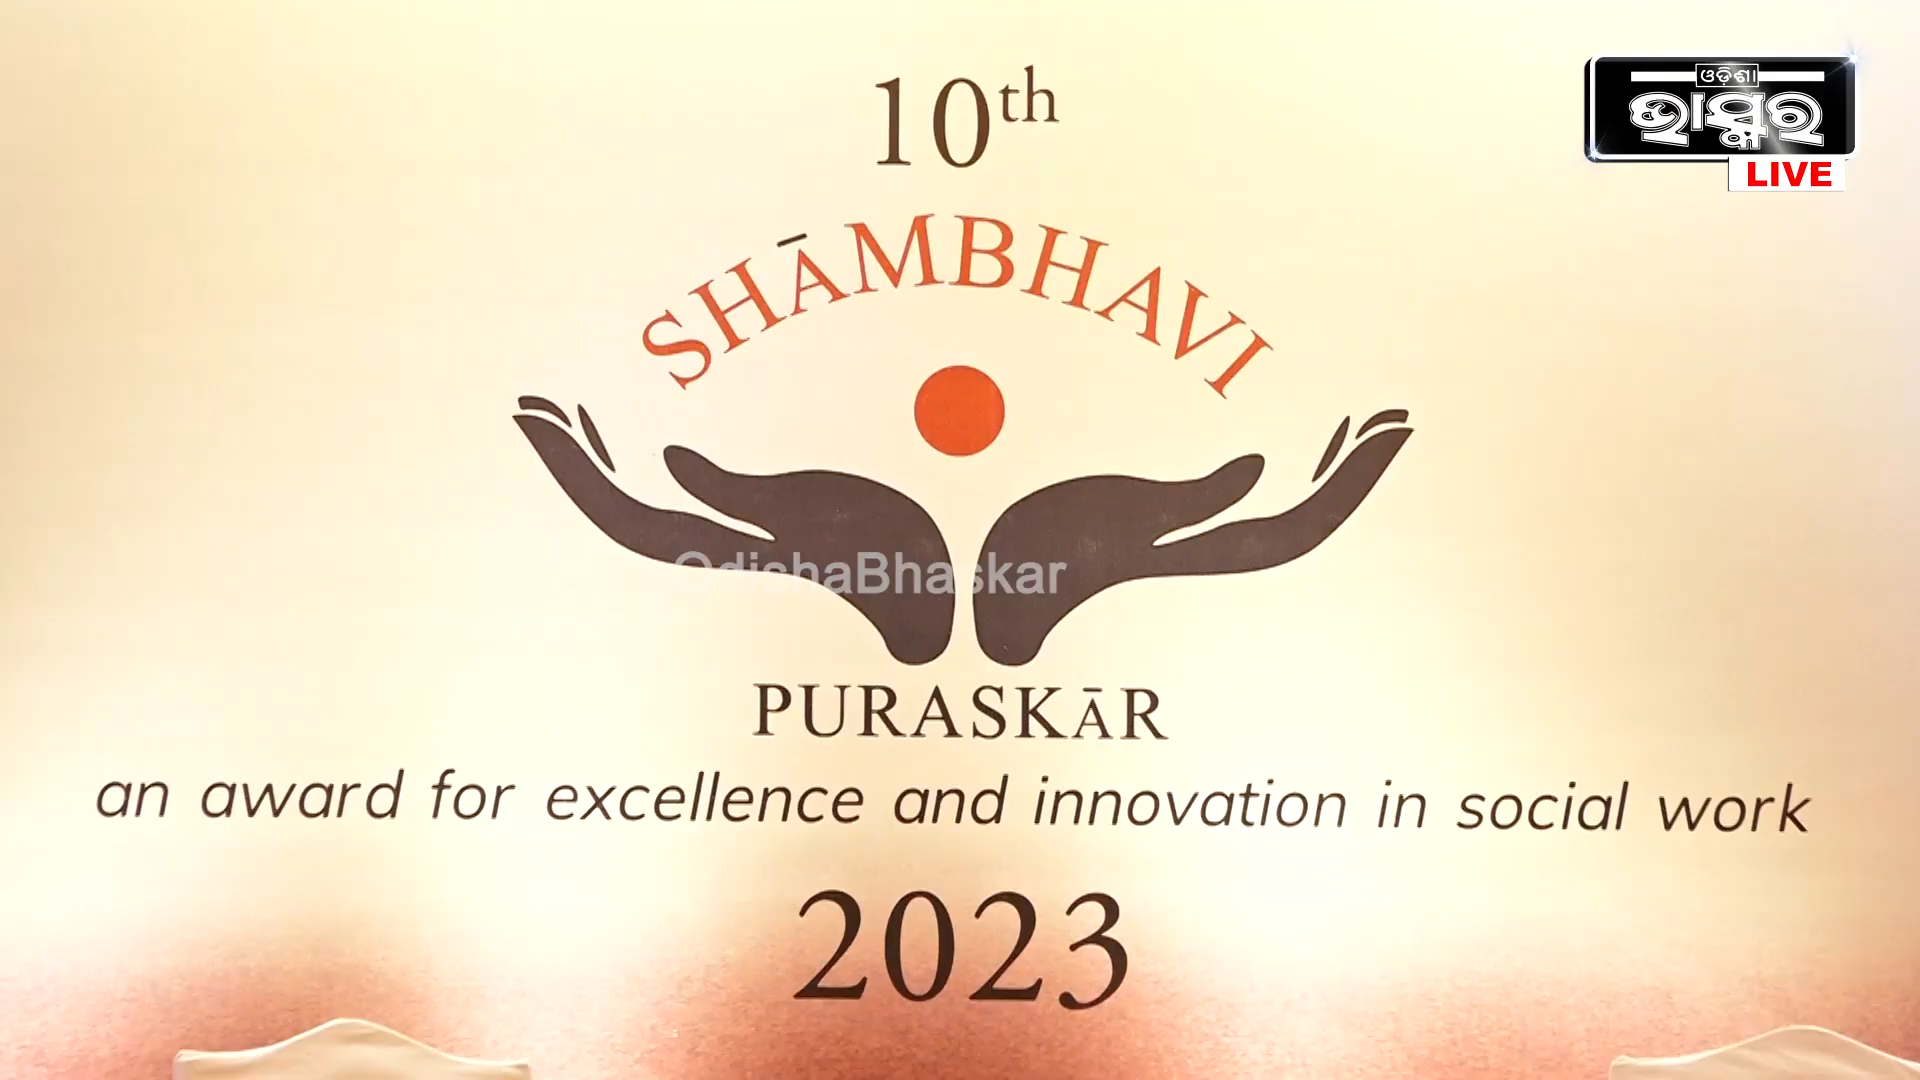 10th
ଓଡ଼ିଶା
ଭାସ୍କର
LIVE
SHĀMBHAVI
OdishaBhaskar
PURASKĀR
an award for excellence and innovation in social work
2023